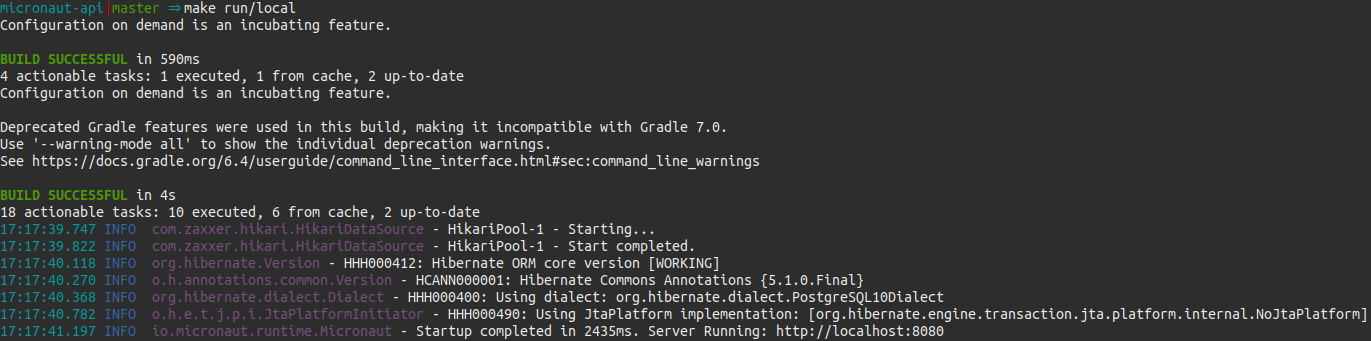 micronaut-api|master ⇒make run/local
Configuration on demand is an incubating feature.
BUILD SUCCESSFUL in 590ms
4 actionable tasks: 1 executed, 1 from cache, 2 up-to-date
Configuration on demand is an incubating feature.
Deprecated Gradle features were used in this build, making it incompatible with Gradle 7.0.
Use '--warning-mode all' to show the individual deprecation warnings.
See https://docs.gradle.org/6.4/userguide/command_line_interface.html#sec:command_line_warnings
BUILD SUCCESSFUL in 4s
18 actionable tasks: 10 executed, 6 from cache, 2 up-to-date
17:17:39.747 INFO  com.zaxxer.hikari.HikariDataSource - HikariPool-1 - Starting...
17:17:39.822 INFO  com.zaxxer.hikari.HikariDataSource - HikariPool-1 - Start completed.
17:17:40.118 INFO  org.hibernate.Version - HHH000412: Hibernate ORM core version [WORKING]
17:17:40.270 INFO  o.h.annotations.common.Version - HCANN000001: Hibernate Commons Annotations {5.1.0.Final}
17:17:40.368 INFO  org.hibernate.dialect.Dialect - HHH000400: Using dialect: org.hibernate.dialect.PostgreSQL10Dialect
17:17:40.782 INFO  o.h.e.t.j.p.i.JtaPlatformInitiator - HHH000490: Using JtaPlatform implementation: [org.hibernate.engine.transaction.jta.platform.internal.NoJtaPlatform]
17:17:41.197 INFO  io.micronaut.runtime.Micronaut - Startup completed in 2435ms. Server Running: http://localhost:8080